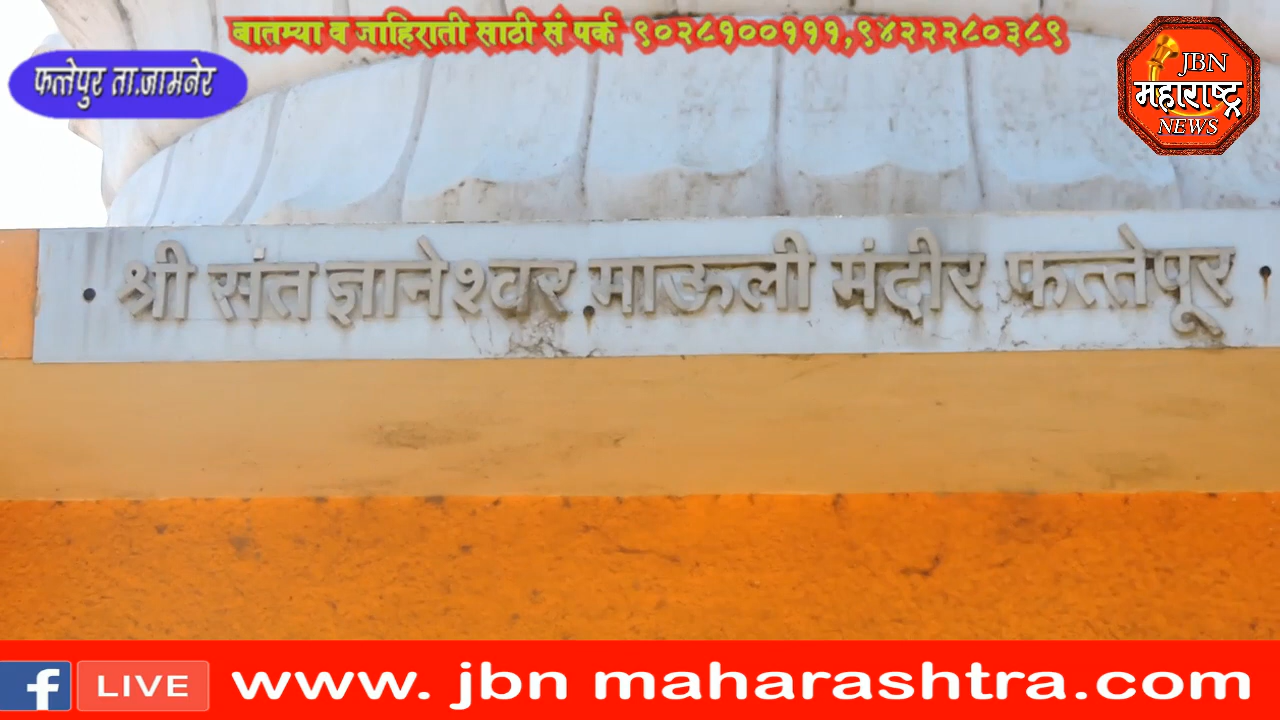 बातम्या व जाहिराती साठी सं पर्क ९०२८१००१११,९४२२२८०३८९
फत्तेपुर ता.जामनेर
JBN
महाराष्ट्र
NEWS
श्री संत ज्ञानेश्वर माऊली मंदीर फत्तेपूर
f LIVE www. jbn maharashtra.com